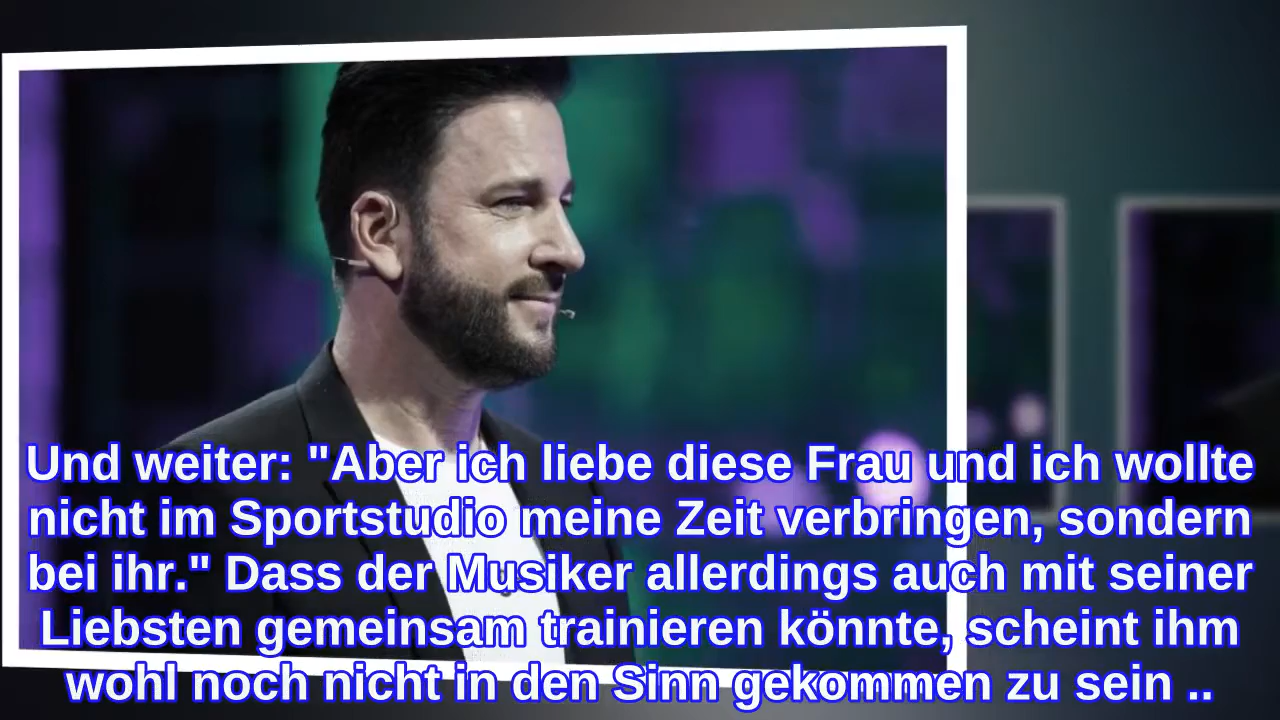 Und weiter: "Aber ich liebe diese Frau und ich wollte
nicht im Sportstudio meine Zeit verbringen, sondern
bei ihr." Dass der Musiker allerdings auch mit seiner
Liebsten gemeinsam trainieren könnte, scheint ihm
wohl noch nicht in den Sinn gekommen zu sein ..